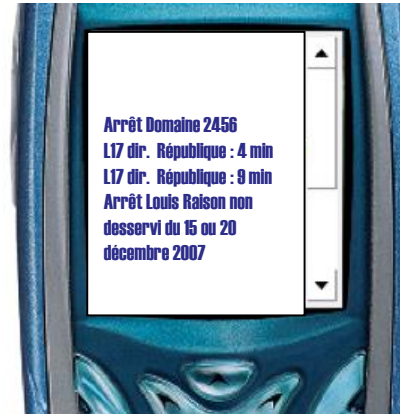 Arrêt Domaine 2456
L17 dir. République : 4 min
L17 dir. République : 9 min
Arrêt Louis Raison non
desservi du 15 ou 20
décembre 2007